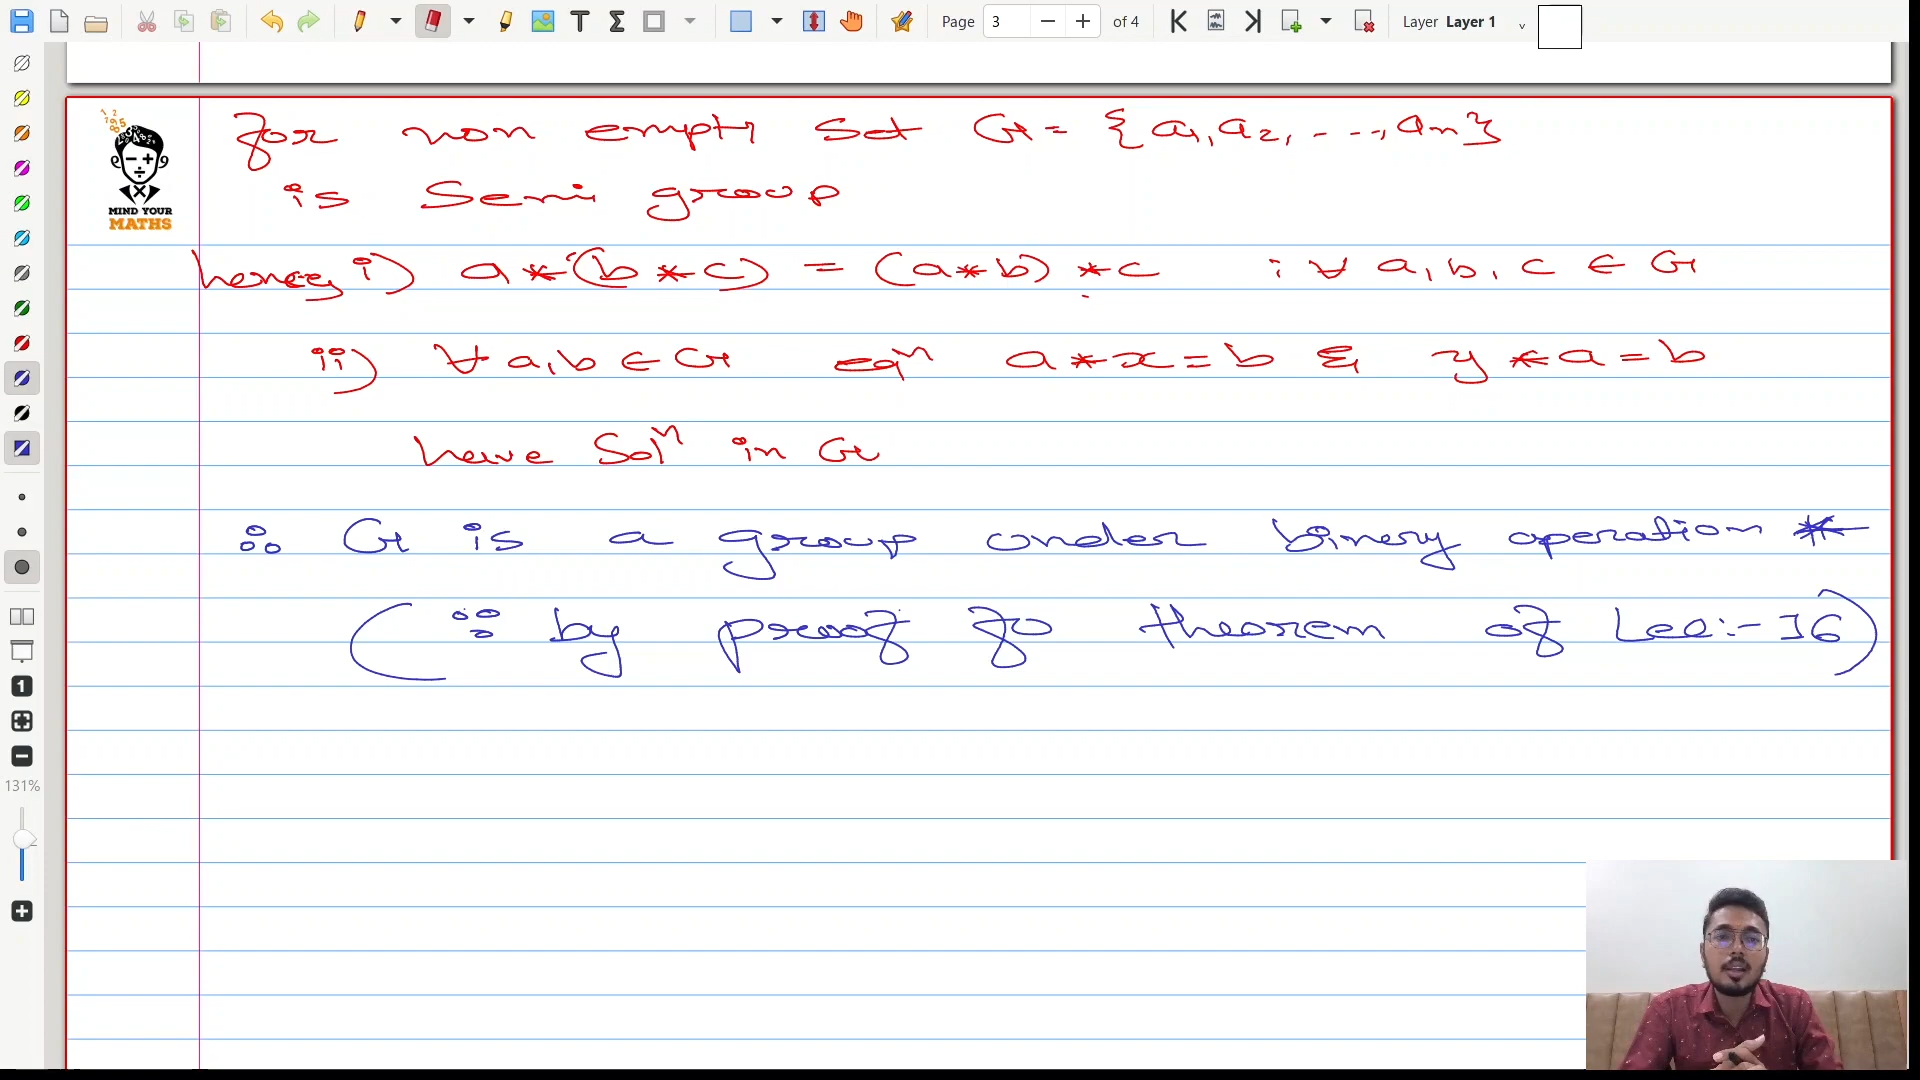 Page 3 of 4 Layer Layer 1
MIND YOUR
MATHS
for non empty set G = {a1, a2, ..., an}
is Semi group
hence i) a*(b*c) = (a*b)*c : ∀ a, b, c ∈ G
ii) ∀ a, b ∈ G eqⁿ a*x=b & y*a=b
have Solⁿ in G
∴ G is a group under binary operation *
(∵ by proof fo theorem of Lec:-16)
131%